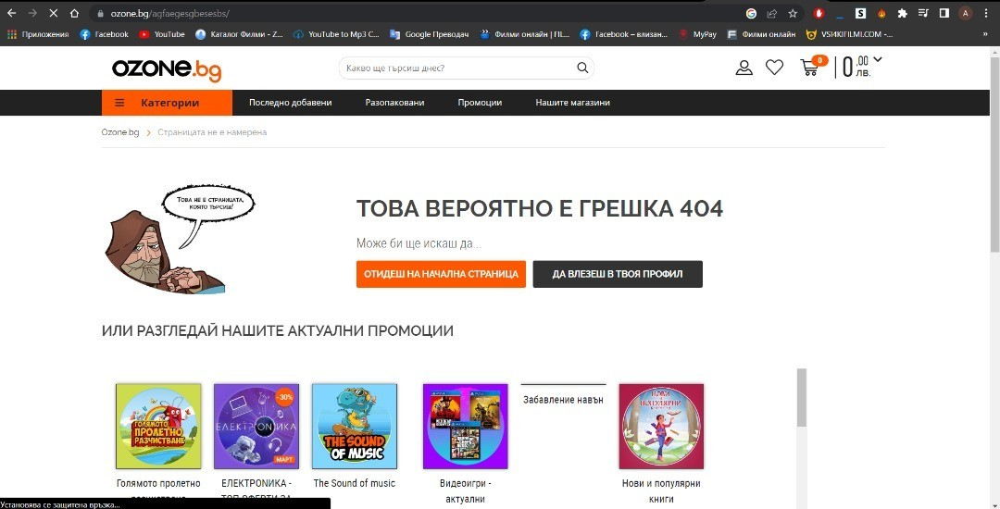 ozone.bg/agfaegesgbesesbs/
A
Приложения
Facebook
YouTube
Каталог Филми - Z...
YouTube to Mp3 C...
Google Преводач
Филми онлайн | FIL...
Facebook – влизан...
MyPay
Филми онлайн
VSI4KIFILMI.COM -...
»
ozone.bg
Какво ще търсиш днес?
0
0,00 лв.
Категории
Последно добавени
Разопаковани
Промоции
Нашите магазини
Ozone.bg
Страницата не е намерена
Това не е страницата,
която търсиш!
ТОВА ВЕРОЯТНО Е ГРЕШКА 404
Може би ще искаш да...
ОТИДЕШ НА НАЧАЛНА СТРАНИЦА
ДА ВЛЕЗЕШ В ТВОЯ ПРОФИЛ
ИЛИ РАЗГЛЕДАЙ НАШИТЕ АКТУАЛНИ ПРОМОЦИИ
ГОЛЯМОТО
ПРОЛЕТНО
РАЗЧИСТВАНЕ
-30%
ЕЛЕКТРОNИКА
МАРТ
THE SOUND
OF MUSIC
НОВИ И
ПОПУЛЯРНИ
Голямото пролетно
разчистване
ЕЛЕКТРОНИКА -
ТОП ОФЕРТИ ЗА
The Sound of music
Видеоигри -
актуални
Забавление навън
Нови и популярни
книги
Установява се защитена връзка...